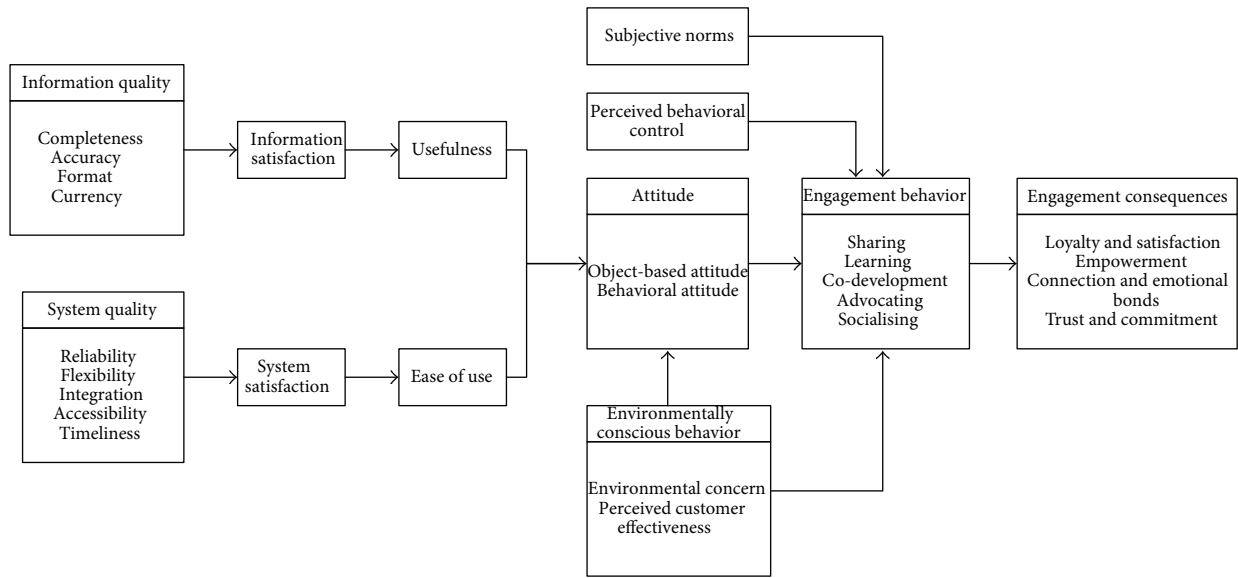 Subjective norms
Information quality
Completeness
Accuracy
Format
Currency
Information
satisfaction
Usefulness
Perceived behavioral
control
Attitude
Object-based attitude
Behavioral attitude
Engagement behavior
Sharing
Learning
Co-development
Advocating
Socialising
Engagement consequences
Loyalty and satisfaction
Empowerment
Connection and emotional
bonds
Trust and commitment
System quality
Reliability
Flexibility
Integration
Accessibility
Timeliness
System
satisfaction
Ease of use
Environmentally
conscious behavior
Environmental concern
Perceived customer
effectiveness